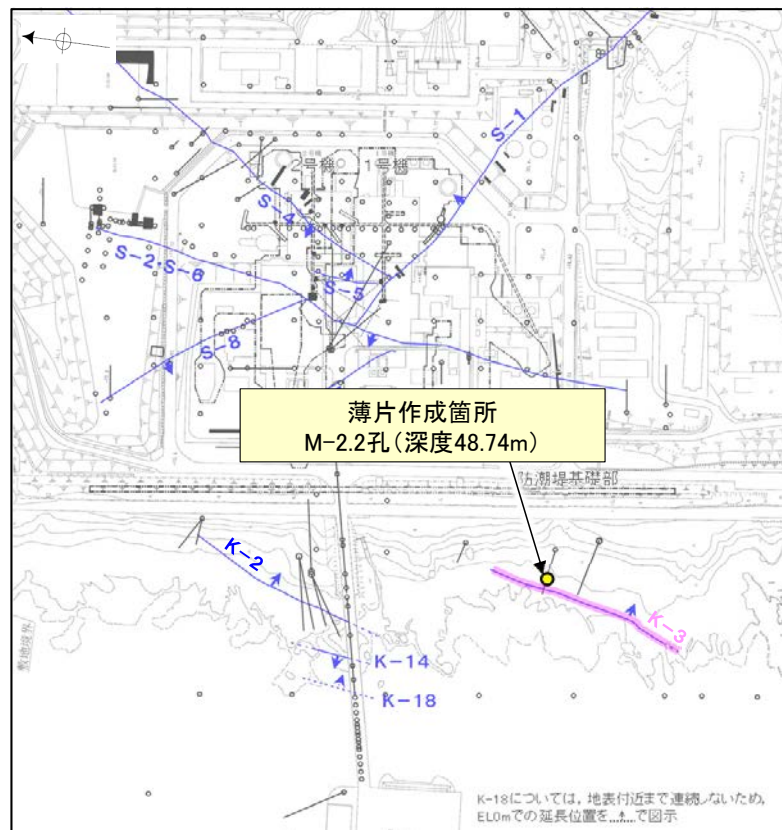 S-1
2号機
1号機
S-4
S-2・S-6
S-5
S-8
薄片作成箇所
M-2.2孔(深度48.74m)
防潮堤基礎部
K-2
K-3
敷地境界
K-14
K-18
K-18については,地表付近まで連続しないため,
EL0mでの延長位置を で図示